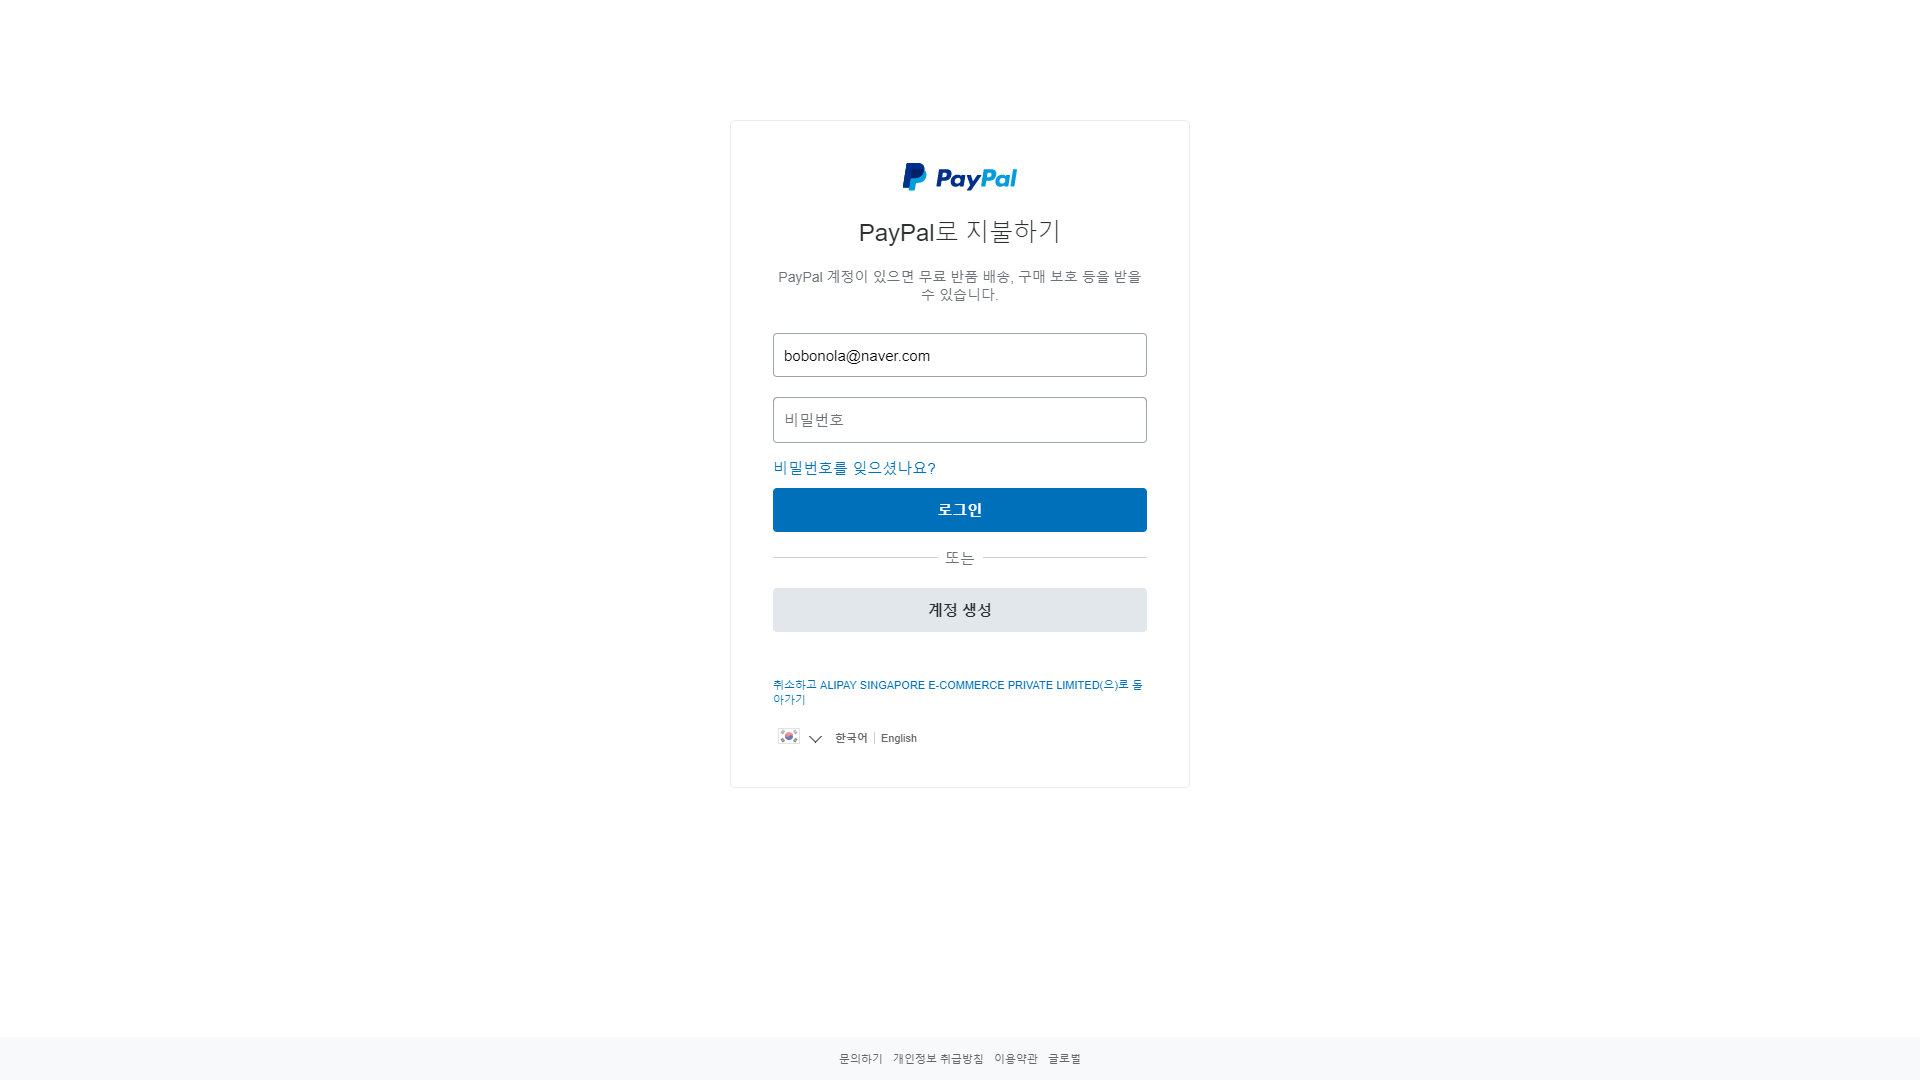 PayPal
PayPal로 지불하기
PayPal 계정이 있으면 무료 반품 배송, 구매 보호 등을 받을
수 있습니다.
bobonola@naver.com
비밀번호
비밀번호를 잊으셨나요?
로그인
또는
계정 생성
취소하고 ALIPAY SINGAPORE E-COMMERCE PRIVATE LIMITED(으)로 돌
아가기
한국어 English
문의하기 개인정보 취급방침 이용약관 글로벌